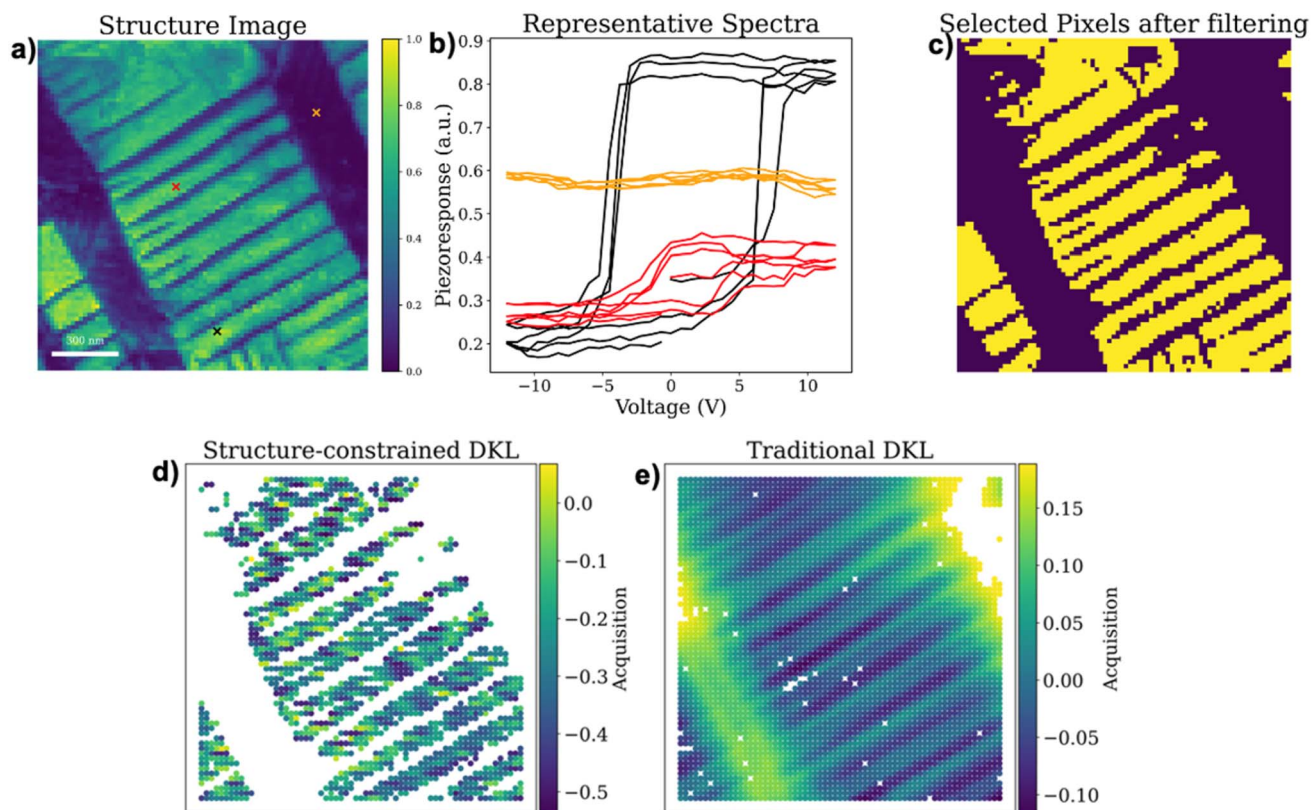 Structure Image
Representative Spectra
Selected Pixels after filtering
a)
b)
c)
1.0
0.8
0.6
0.4
0.2
0.0
300 nm
Piezoresponse (a.u.)
0.9
0.8
0.7
0.6
0.5
0.4
0.3
0.2
−10
−5
0
5
10
Voltage (V)
Structure-constrained DKL
Traditional DKL
d)
e)
0.0
−0.1
−0.2
−0.3
−0.4
−0.5
Acquisition
0.15
0.10
0.05
0.00
−0.05
−0.10
Acquisition